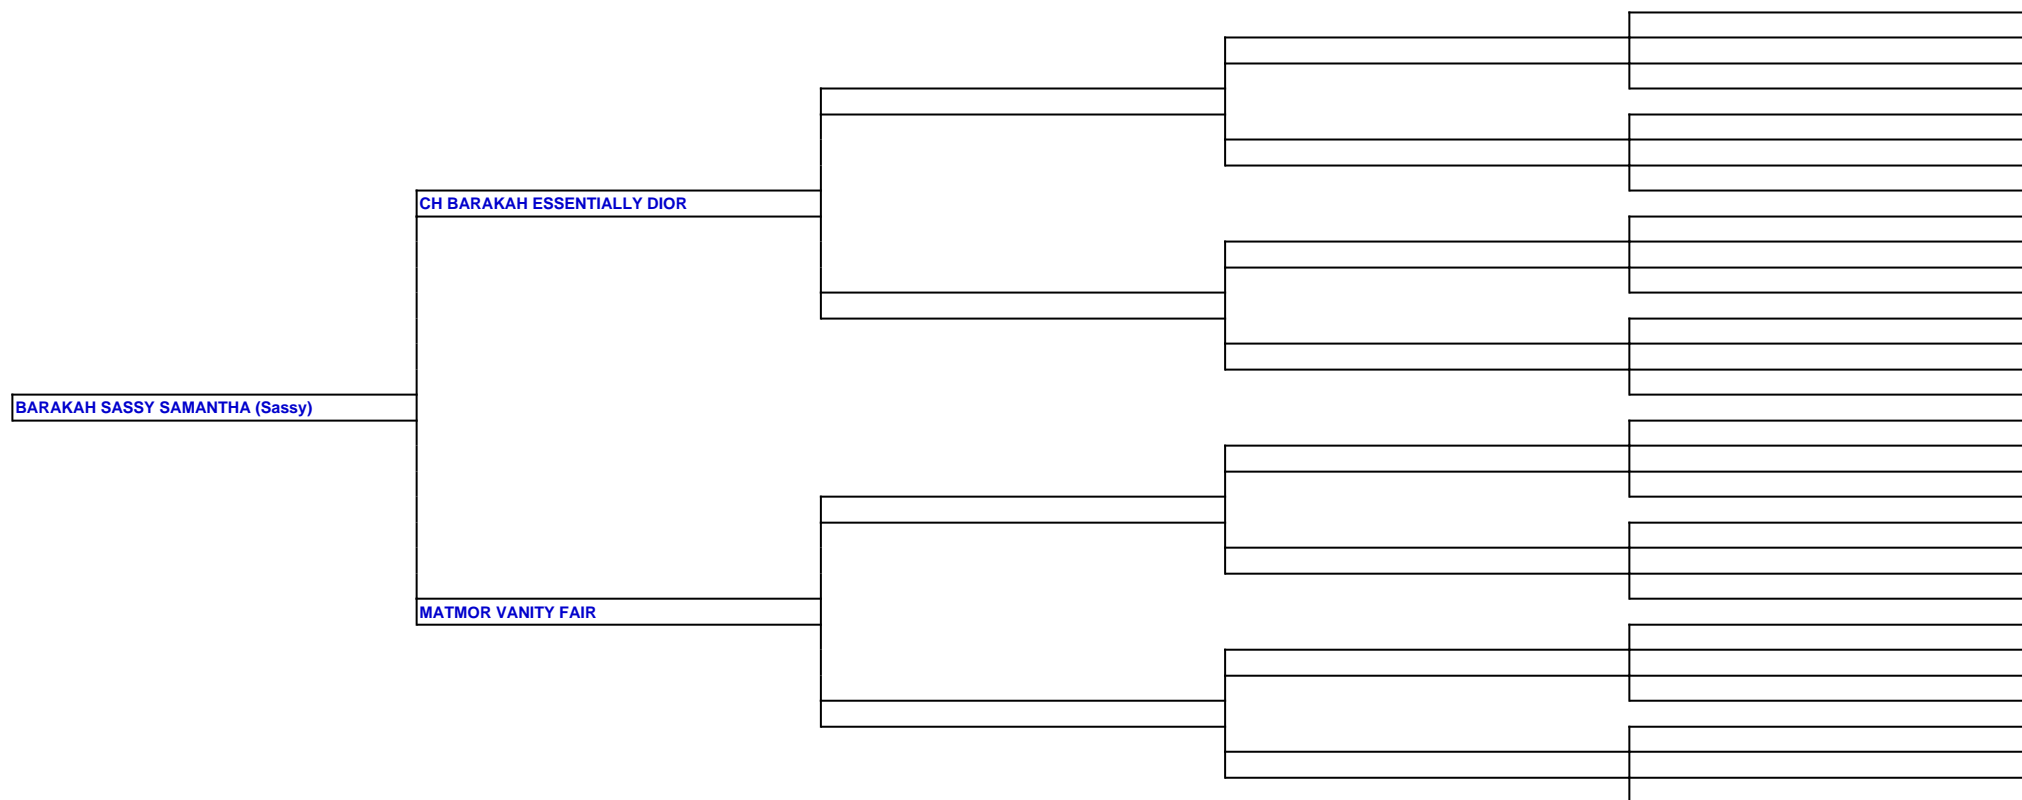 CH BARAKAH ESSENTIALLY DIOR
BARAKAH SASSY SAMANTHA (Sassy)
MATMOR VANITY FAIR